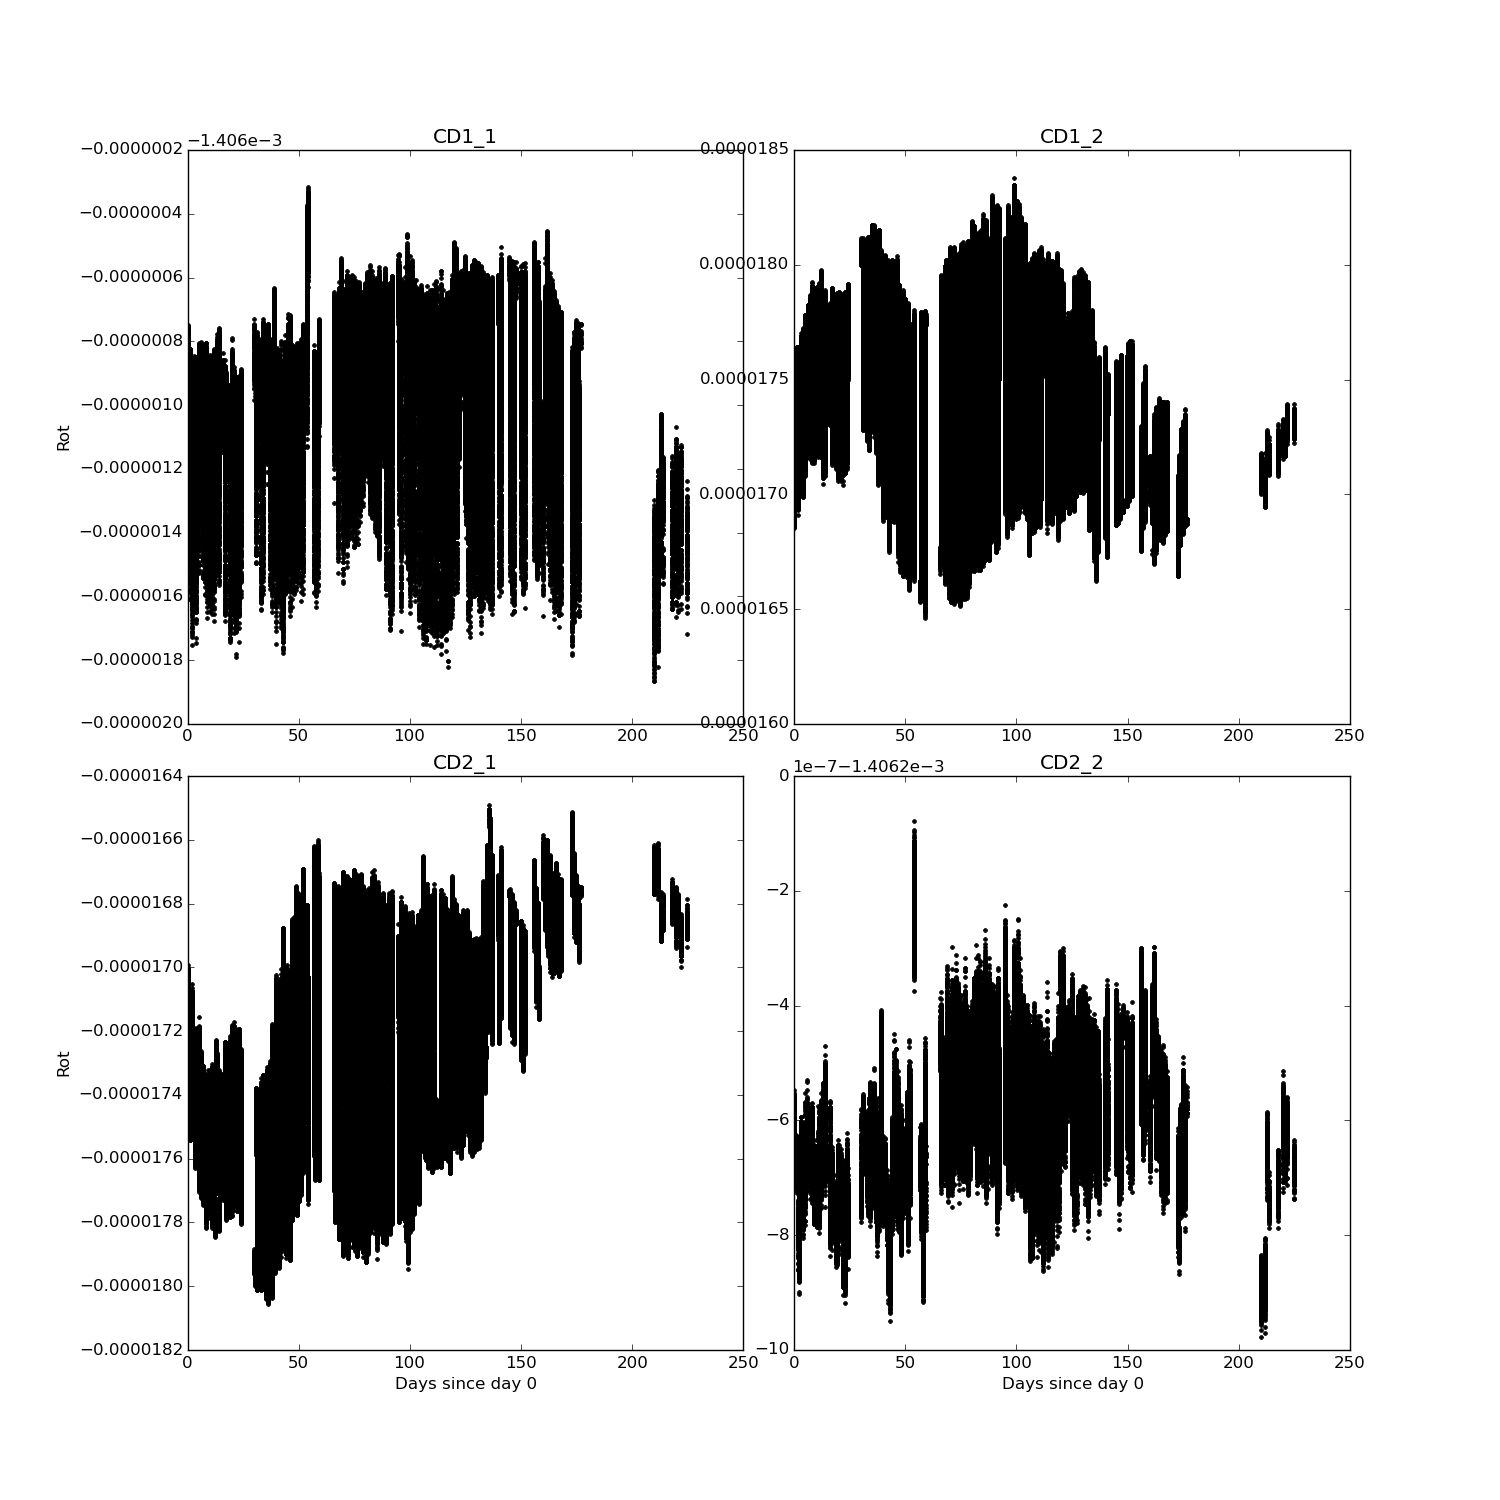 −1.406e−3
CD1_1
CD1_2
−0.0000002
−0.0000004
−0.0000006
−0.0000008
−0.0000010
−0.0000012
−0.0000014
−0.0000016
−0.0000018
−0.0000020
Rot
0 50 100 150 200 250
0.0000185
0.0000180
0.0000175
0.0000170
0.0000165
0.0000160
0 50 100 150 200 250
CD2_1
−0.0000164
−0.0000166
−0.0000168
−0.0000170
−0.0000172
−0.0000174
−0.0000176
−0.0000178
−0.0000180
−0.0000182
Rot
0 50 100 150 200 250
Days since day 0
1e−7−1.4062e−3
CD2_2
0
−2
−4
−6
−8
−10
0 50 100 150 200 250
Days since day 0